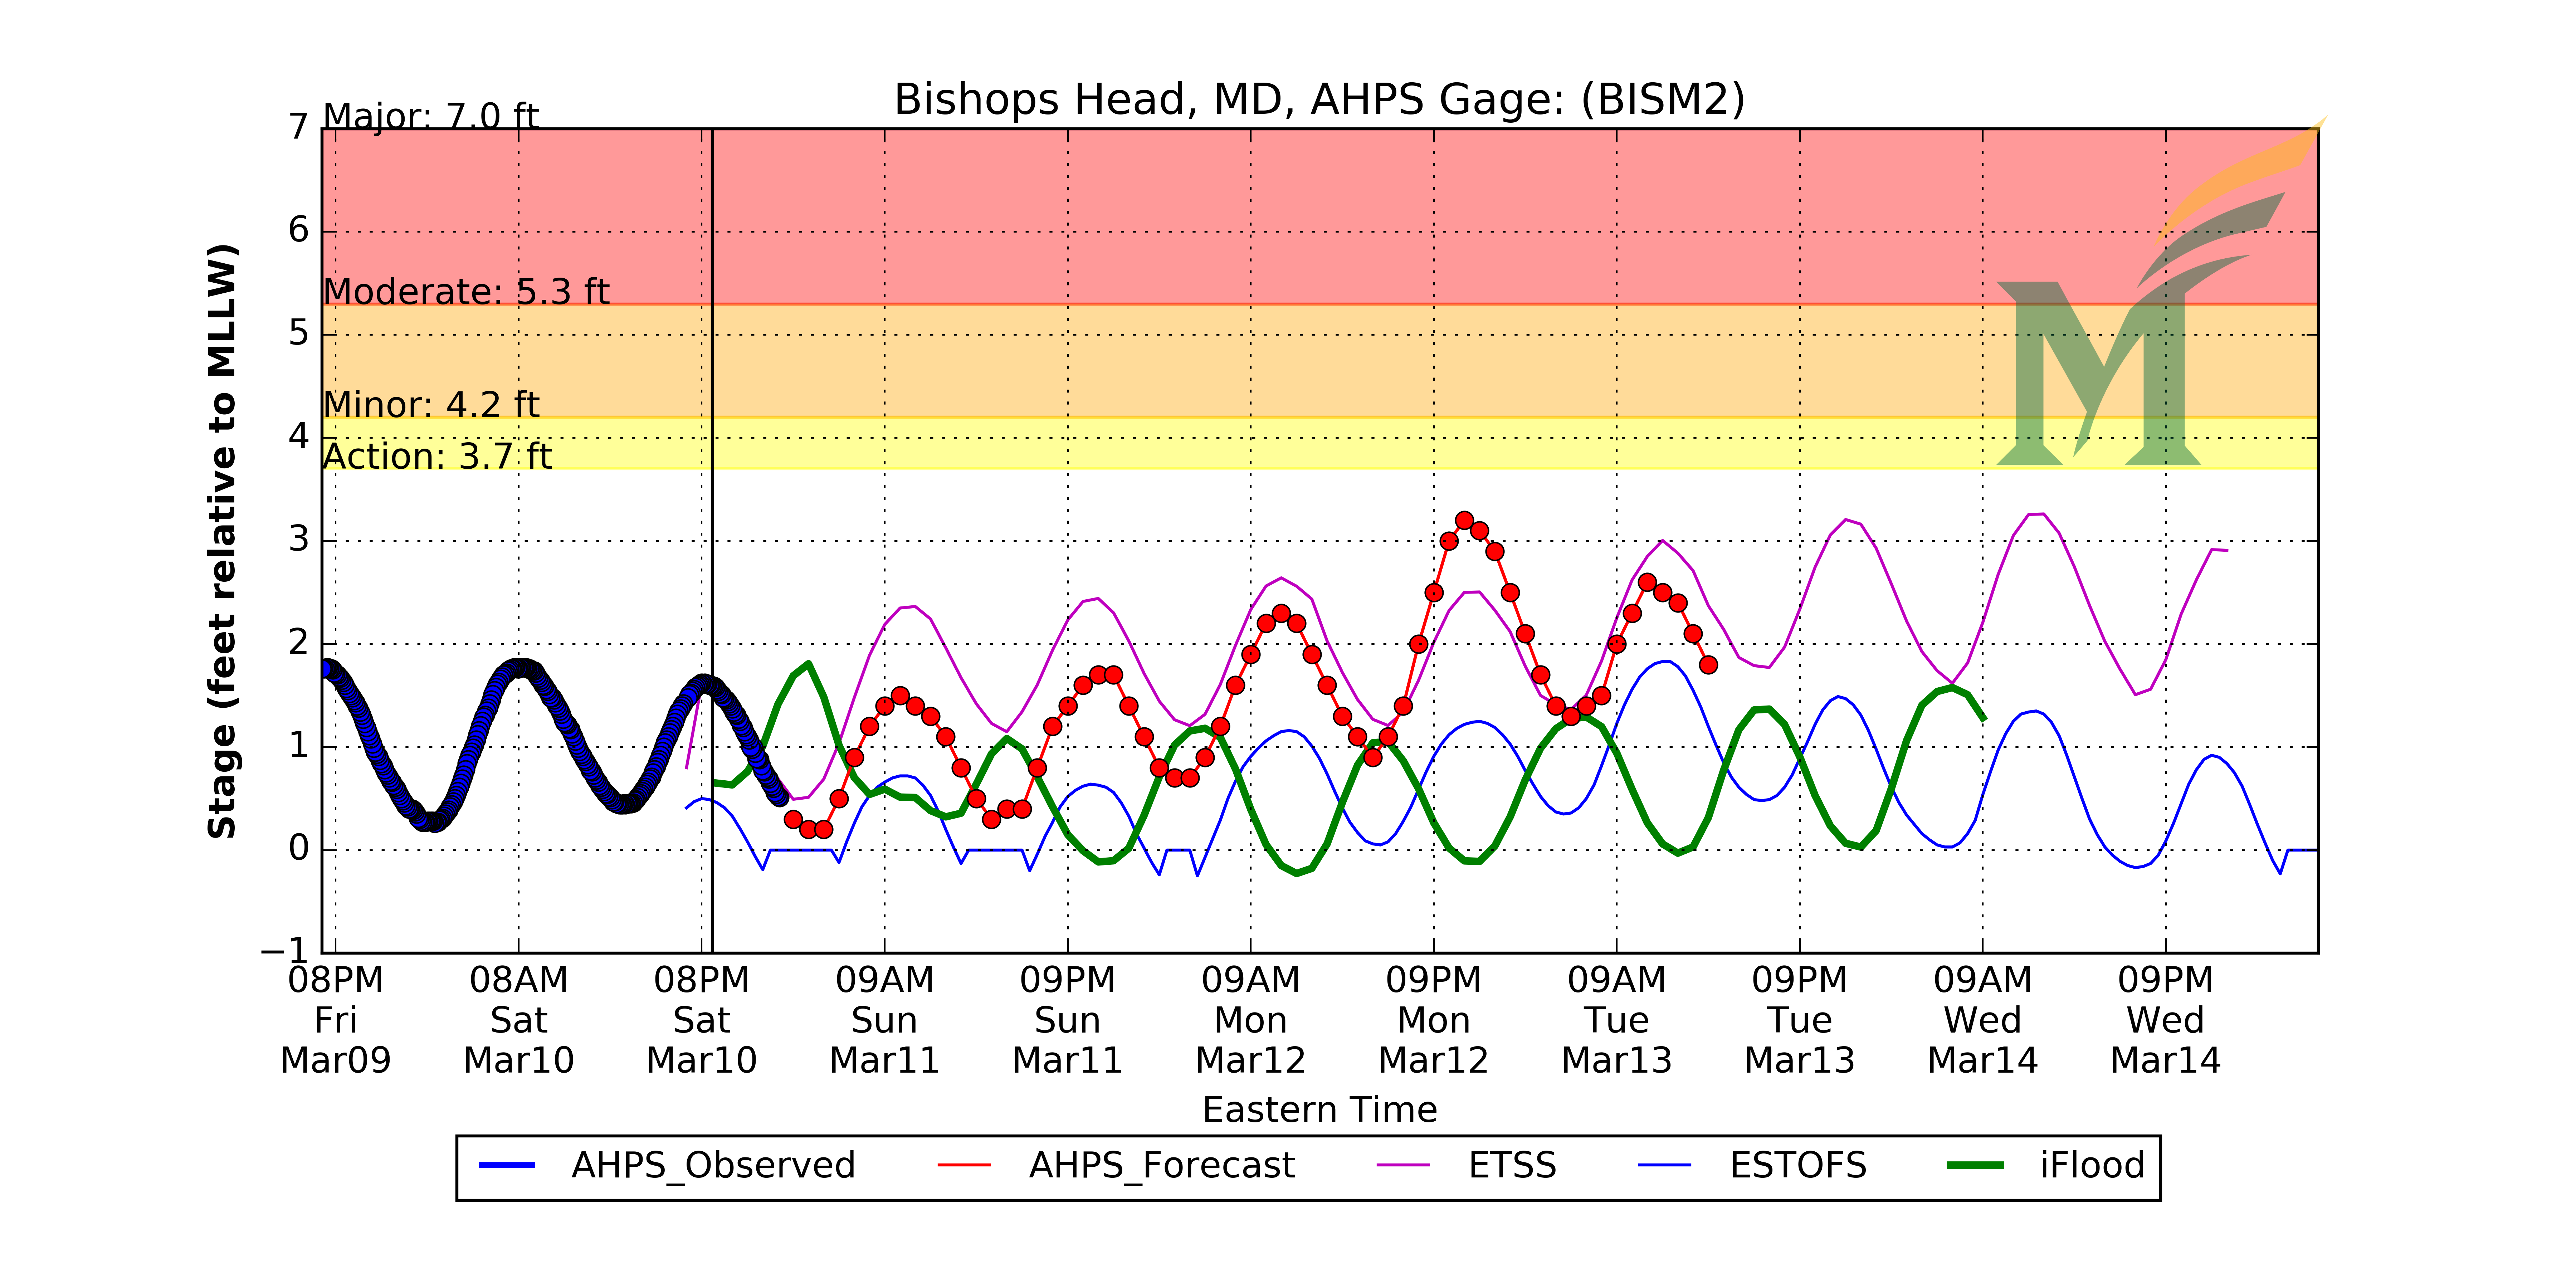 Bishops Head, MD, AHPS Gage: (BISM2)
Major: 7.0 ft
Moderate: 5.3 ft
Minor: 4.2 ft
Action: 3.7 ft
Stage (feet relative to MLLW)
7
6
5
4
3
2
1
0
−1
08PM 08AM 08PM 09AM 09PM 09AM 09PM 09AM 09PM 09AM 09PM
Fri Sat Sat Sun Sun Mon Mon Tue Tue Wed Wed
Mar09 Mar10 Mar10 Mar11 Mar11 Mar12 Mar12 Mar13 Mar13 Mar14 Mar14
Eastern Time
AHPS_Observed AHPS_Forecast ETSS ESTOFS iFlood
M